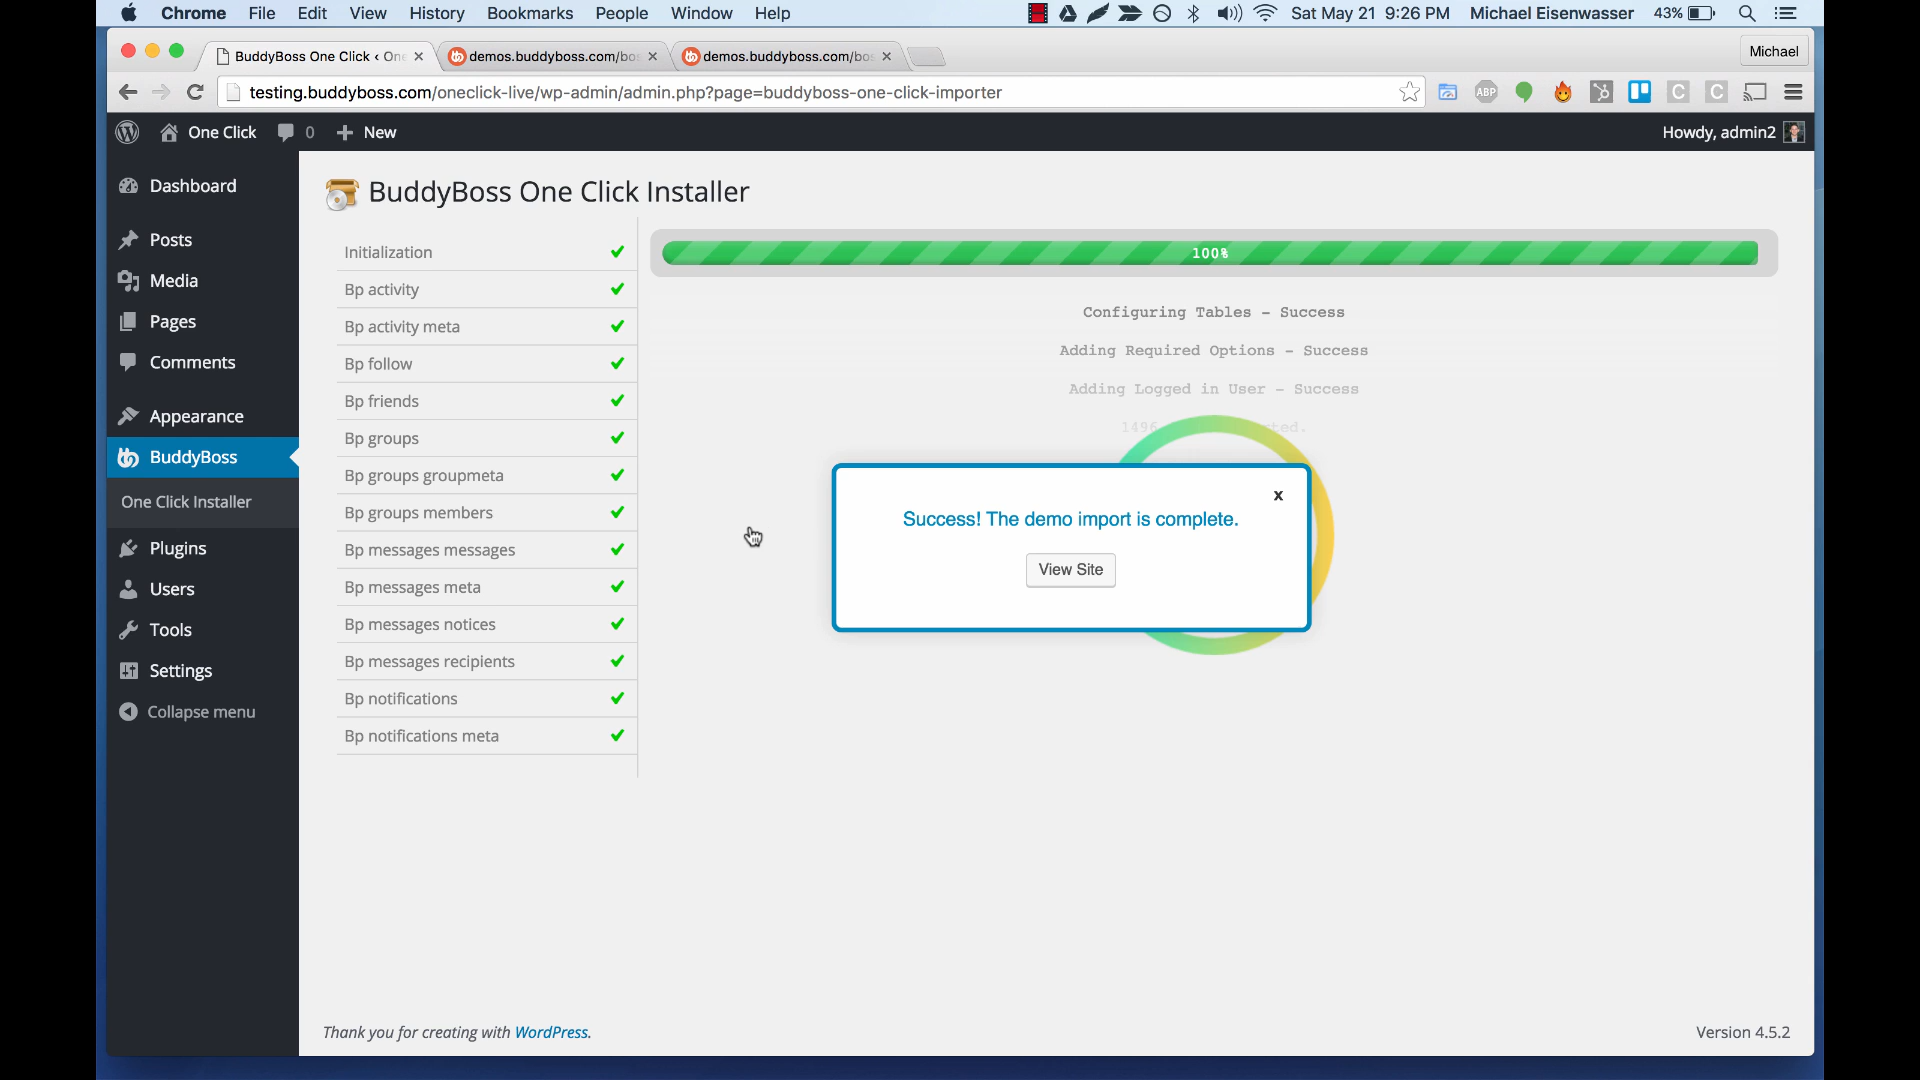 Chrome File Edit View History Bookmarks People Window Help Sat May 21 9:26 PM Michael Eisenwasser 43%
BuddyBoss One Click ‹ One demos.buddyboss.com/bos demos.buddyboss.com/bos Michael
testing.buddyboss.com/oneclick-live/wp-admin/admin.php?page=buddyboss-one-click-importer ABP C C
One Click 0 + New Howdy, admin2
Dashboard
Posts
Media
Pages
Comments
Appearance
BuddyBoss
One Click Installer
Plugins
Users
Tools
Settings
Collapse menu
BuddyBoss One Click Installer
Initialization
Bp activity
Bp activity meta
Bp follow
Bp friends
Bp groups
Bp groups groupmeta
Bp groups members
Bp messages messages
Bp messages meta
Bp messages notices
Bp messages recipients
Bp notifications
Bp notifications meta
100%
Configuring Tables - Success
Adding Required Options - Success
Adding Logged in User - Success
1496
x
Success! The demo import is complete.
View Site
Thank you for creating with WordPress.
Version 4.5.2